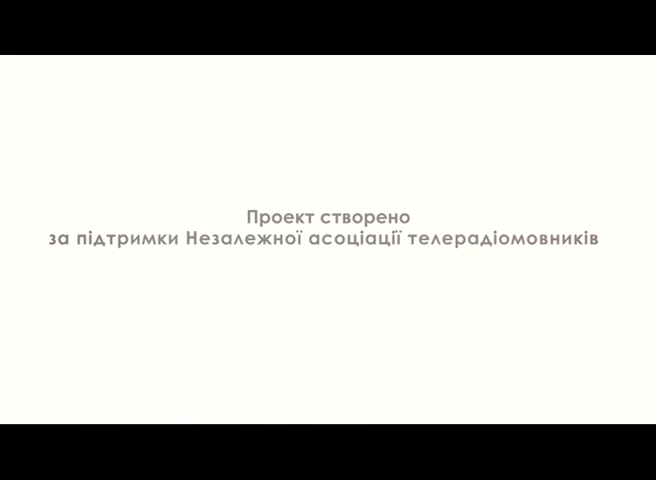 Проект створено
за підтримки Незалежної асоціації телерадіомовників